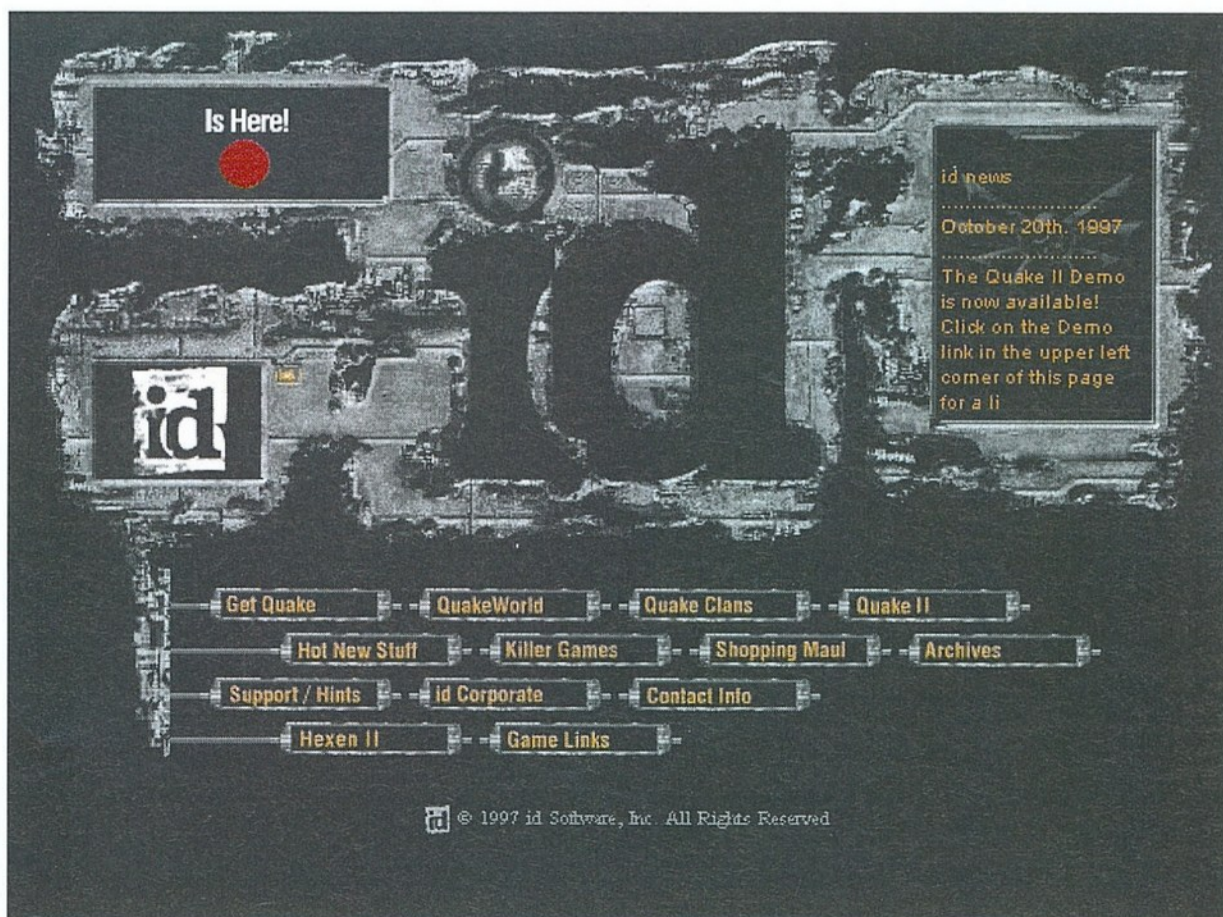 Is Here!
id
id
id news
October 20th. 1997
The Quake II Demo
is now available!
Click on the Demo
link in the upper left
corner of this page
for a li
Get Quake
QuakeWorld
Quake Clans
Quake II
Hot New Stuff
Killer Games
Shopping Maul
Archives
Support / Hints
id Corporate
Contact Info
Hexen II
Game Links
id © 1997 id Software, Inc. All Rights Reserved